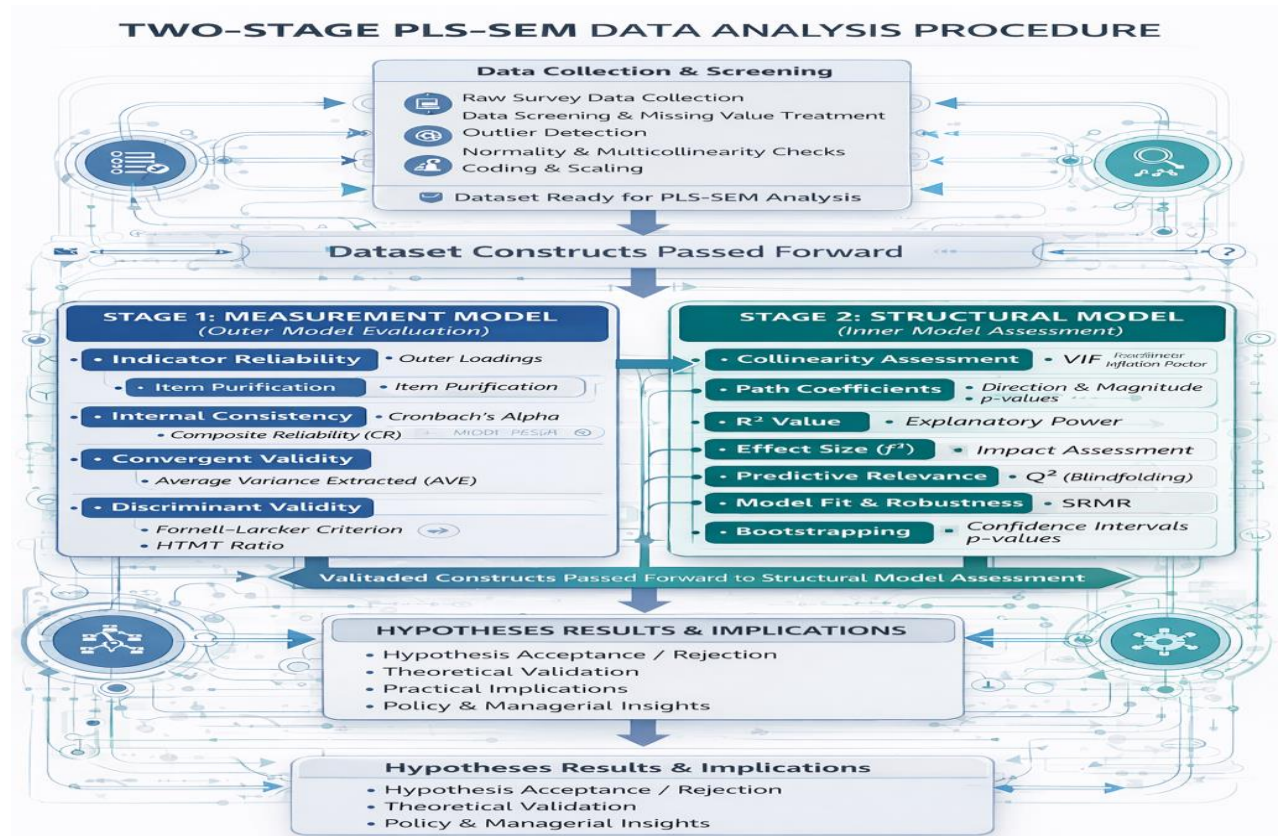 TWO-STAGE PLS-SEM DATA ANALYSIS PROCEDURE
Data Collection & Screening
Raw Survey Data Collection
Data Screening & Missing Value Treatment
Outlier Detection
Normality & Multicollinearity Checks
Coding & Scaling
Dataset Ready for PLS-SEM Analysis
Dataset Constructs Passed Forward
?
STAGE 1: MEASUREMENT MODEL
(Outer Model Evaluation)
• Indicator Reliability • Outer Loadings
• Item Purification • Item Purification
• Internal Consistency • Cronbach's Alpha
• Composite Reliability (CR)
• Convergent Validity
• Average Variance Extracted (AVE)
• Discriminant Validity
• Fornell-Larcker Criterion
• HTMT Ratio
STAGE 2: STRUCTURAL MODEL
(Inner Model Assessment)
• Collinearity Assessment • VIF
Inflation Poctor
• Path Coefficients • Direction & Magnitude
• p-values
• R² Value • Explanatory Power
• Effect Size (f²) • Impact Assessment
• Predictive Relevance • Q² (Blindfolding)
• Model Fit & Robustness • SRMR
• Bootstrapping • Confidence Intervals
p-values
Valitaded Constructs Passed Forward to Structural Model Assessment
HYPOTHESES RESULTS & IMPLICATIONS
• Hypothesis Acceptance / Rejection
• Theoretical Validation
• Practical Implications
• Policy & Managerial Insights
Hypotheses Results & Implications
• Hypothesis Acceptance / Rejection
• Theoretical Validation
• Policy & Managerial Insights